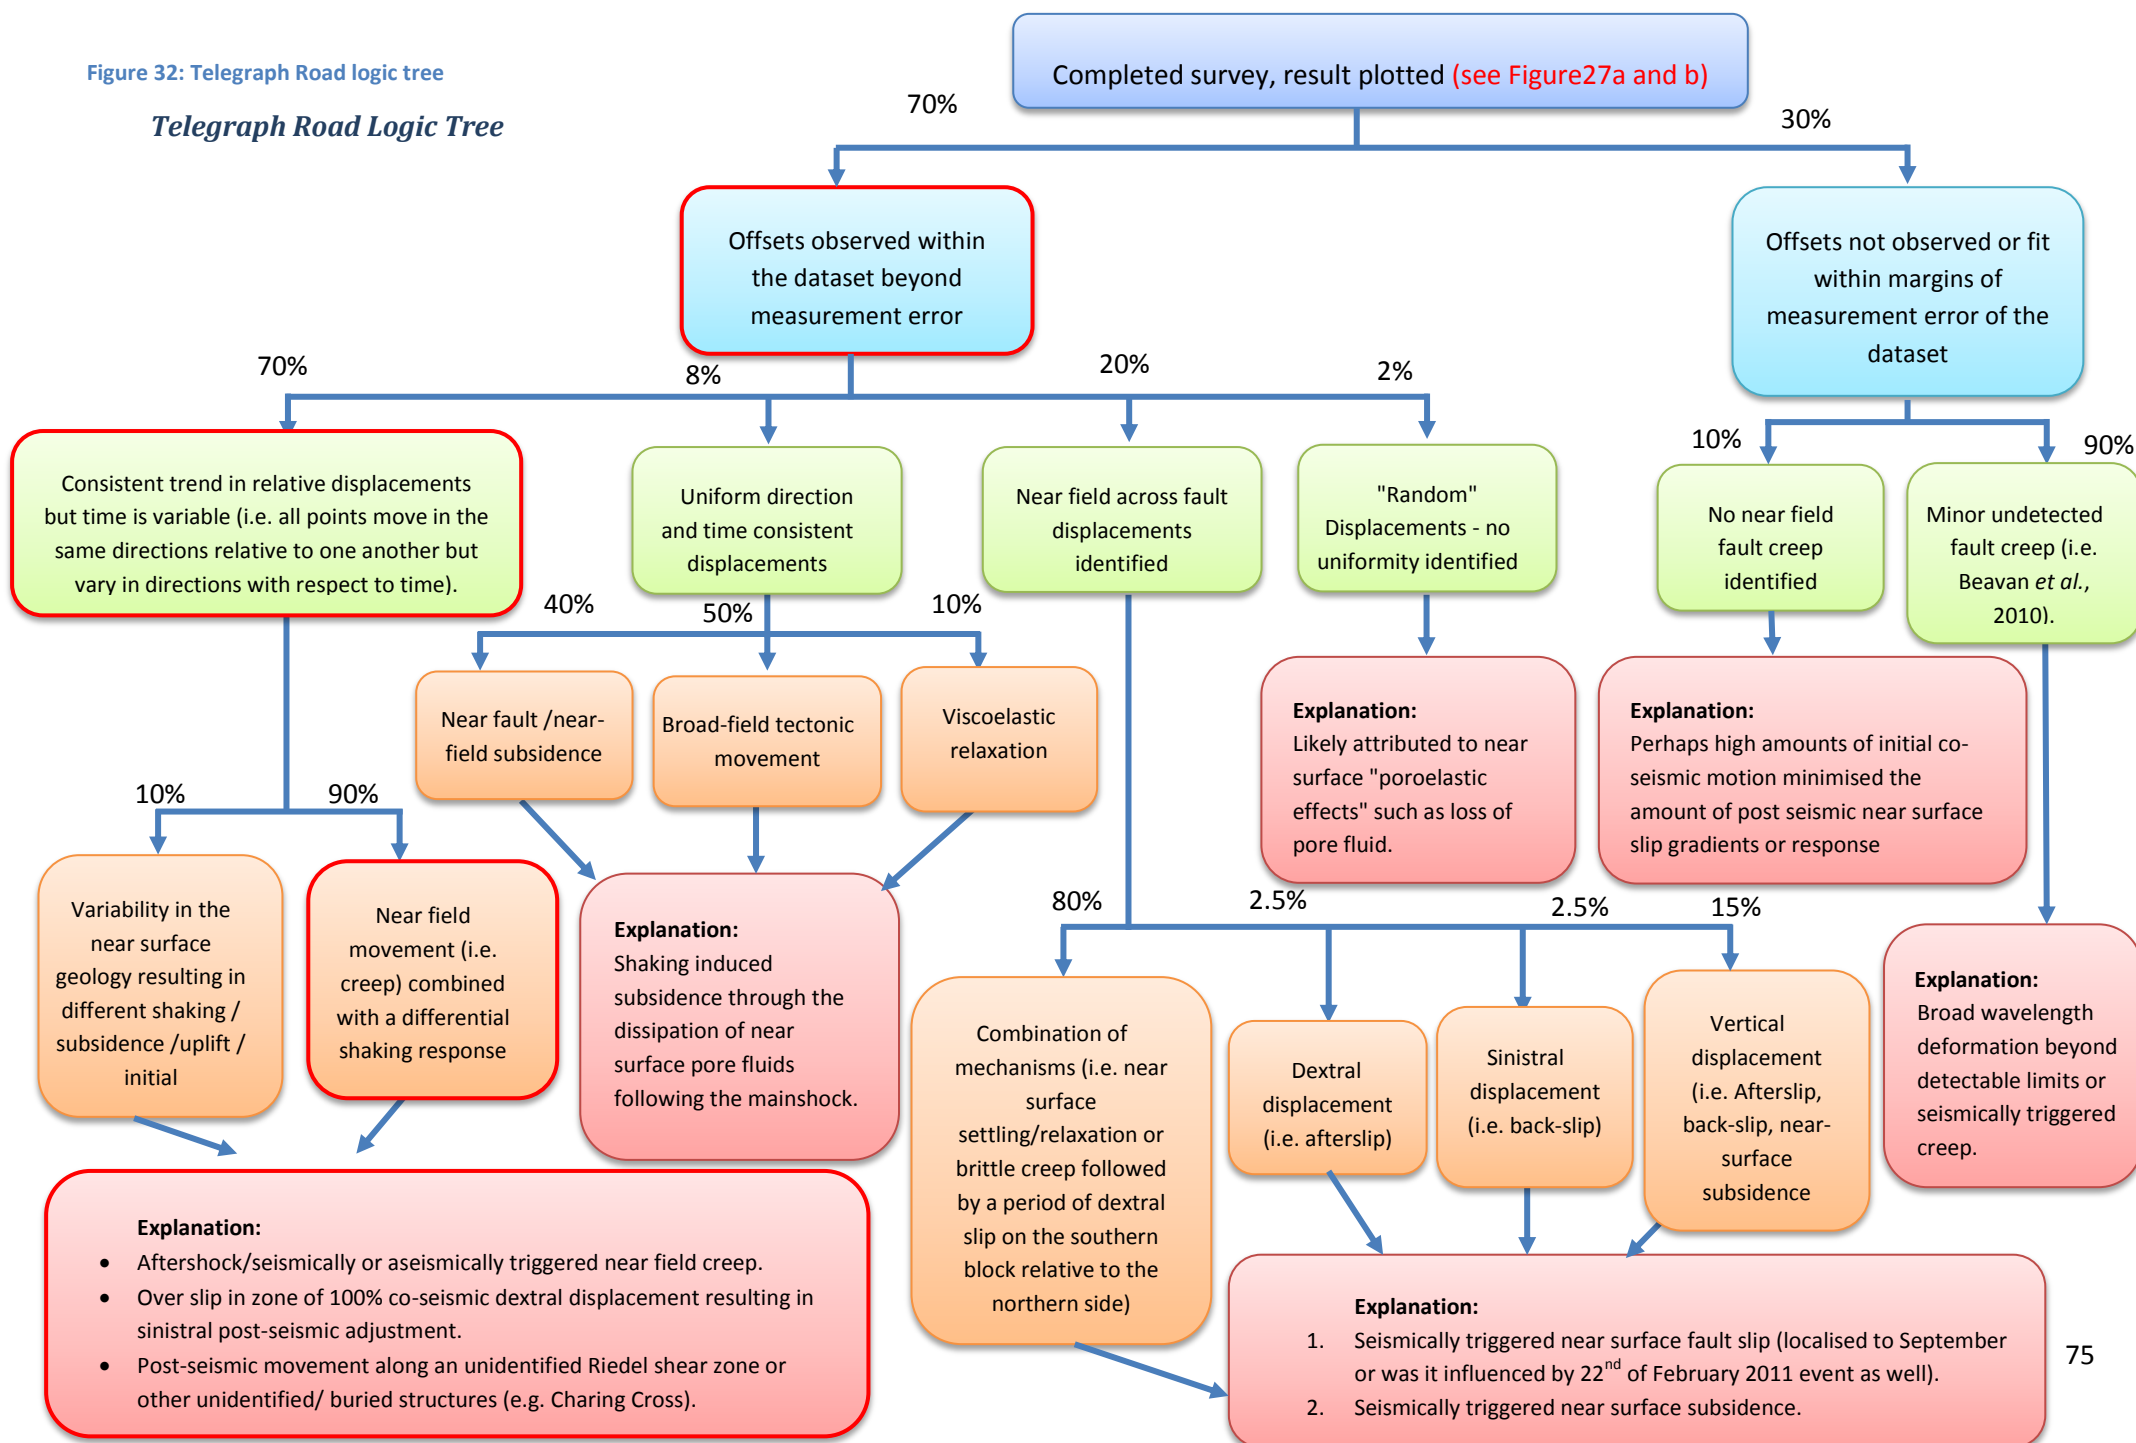 Figure 32: Telegraph Road logic tree
Telegraph Road Logic Tree
Completed survey, result plotted (see Figure27a and b)
70%
30%
Offsets observed within
the dataset beyond
measurement error
Offsets not observed or fit
within margins of
measurement error of the
dataset
70%
8%
20%
2%
10%
90%
Consistent trend in relative displacements
but time is variable (i.e. all points move in the
same directions relative to one another but
vary in directions with respect to time).
Uniform direction
and time consistent
displacements
Near field across fault
displacements
identified
"Random"
Displacements - no
uniformity identified
No near field
fault creep
identified
Minor undetected
fault creep (i.e.
Beavan et al.,
2010).
40%
50%
10%
Near fault /near-
field subsidence
Broad-field tectonic
movement
Viscoelastic
relaxation
Explanation:
Likely attributed to near
surface "poroelastic
effects" such as loss of
pore fluid.
Explanation:
Perhaps high amounts of initial co-
seismic motion minimised the
amount of post seismic near surface
slip gradients or response
10%
90%
Variability in the
near surface
geology resulting in
different shaking /
subsidence /uplift /
initial
Near field
movement (i.e.
creep) combined
with a differential
shaking response
Explanation:
Shaking induced
subsidence through the
dissipation of near
surface pore fluids
following the mainshock.
80%
2.5%
2.5%
15%
Combination of
mechanisms (i.e. near
surface
settling/relaxation or
brittle creep followed
by a period of dextral
slip on the southern
block relative to the
northern side)
Dextral
displacement
(i.e. afterslip)
Sinistral
displacement
(i.e. back-slip)
Vertical
displacement
(i.e. Afterslip,
back-slip, near-
surface
subsidence
Explanation:
Broad wavelength
deformation beyond
detectable limits or
seismically triggered
creep.
Explanation:
• Aftershock/seismically or aseismically triggered near field creep.
• Over slip in zone of 100% co-seismic dextral displacement resulting in
sinistral post-seismic adjustment.
• Post-seismic movement along an unidentified Riedel shear zone or
other unidentified/ buried structures (e.g. Charing Cross).
Explanation:
1. Seismically triggered near surface fault slip (localised to September
or was it influenced by 22nd of February 2011 event as well).
2. Seismically triggered near surface subsidence.
75